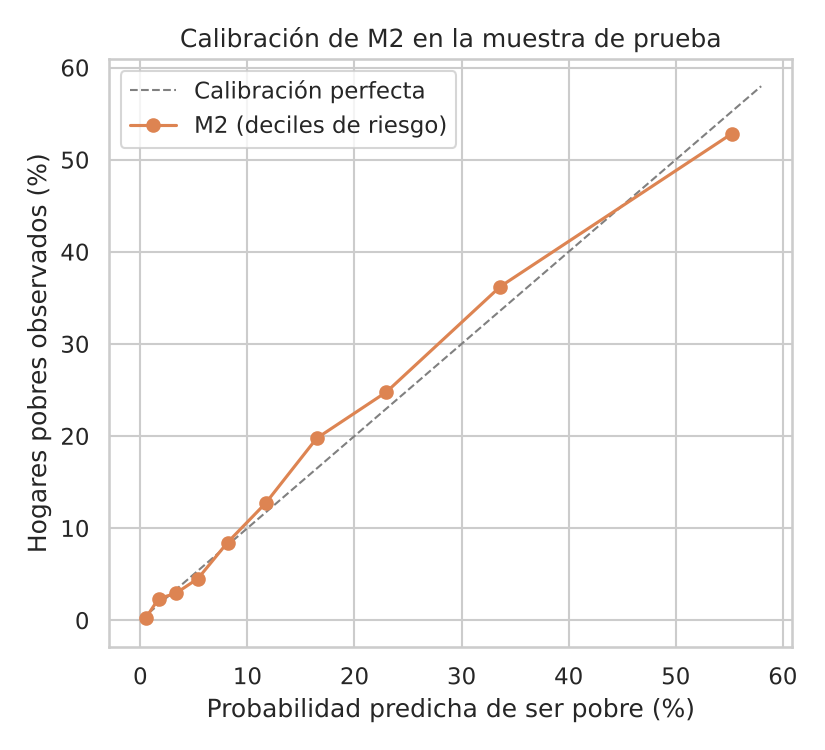 Calibración de M2 en la muestra de prueba
Calibración perfecta
M2 (deciles de riesgo)
Hogares pobres observados (%)
60
50
40
30
20
10
0
0 10 20 30 40 50 60
Probabilidad predicha de ser pobre (%)